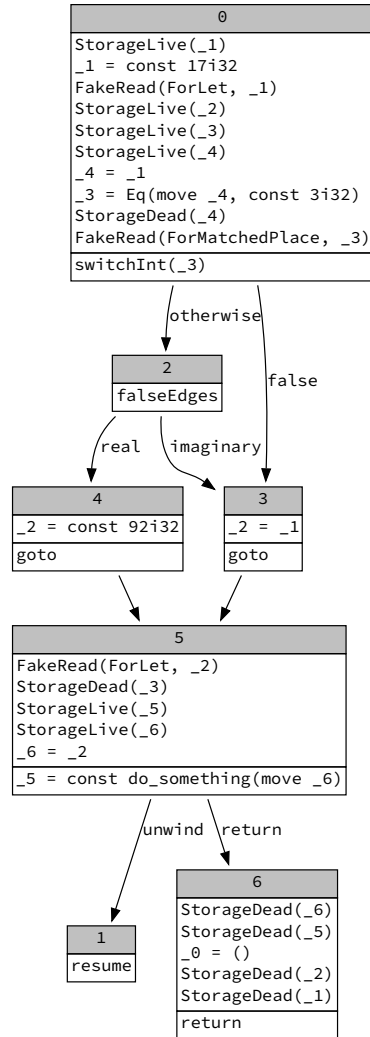 0
StorageLive(_1)
_1 = const 17i32
FakeRead(ForLet, _1)
StorageLive(_2)
StorageLive(_3)
StorageLive(_4)
_4 = _1
_3 = Eq(move _4, const 3i32)
StorageDead(_4)
FakeRead(ForMatchedPlace, _3)
switchInt(_3)
otherwise
false
2
falseEdges
real
imaginary
4
_2 = const 92i32
goto
3
_2 = _1
goto
5
FakeRead(ForLet, _2)
StorageDead(_3)
StorageLive(_5)
StorageLive(_6)
_6 = _2
_5 = const do_something(move _6)
unwind
return
1
resume
6
StorageDead(_6)
StorageDead(_5)
_0 = ()
StorageDead(_2)
StorageDead(_1)
return